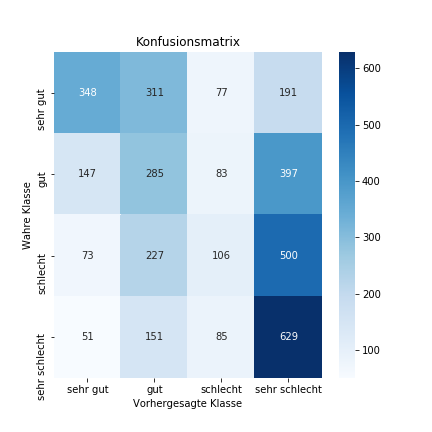 Konfusionsmatrix
sehr gut 348 311 77 191
gut 147 285 83 397
schlecht 73 227 106 500
sehr schlecht 51 151 85 629
Wahre Klasse
sehr gut gut schlecht sehr schlecht
Vorhergesagte Klasse
600
500
400
300
200
100